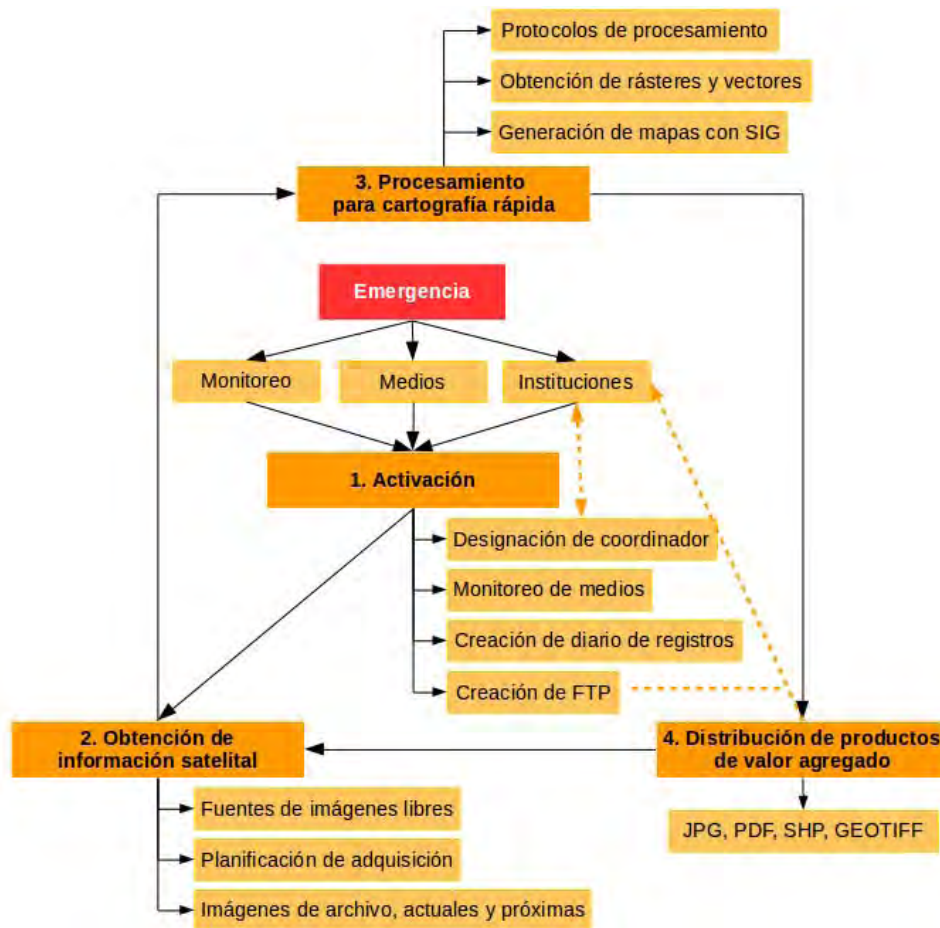 Protocolos de procesamiento
Obtención de rásteres y vectores
Generación de mapas con SIG
3. Procesamiento
para cartografía rápida
Emergencia
Monitoreo
Medios
Instituciones
1. Activación
Designación de coordinador
Monitoreo de medios
Creación de diario de registros
Creación de FTP
2. Obtención de
información satelital
4. Distribución de productos
de valor agregado
Fuentes de imágenes libres
Planificación de adquisición
Imágenes de archivo, actuales y próximas
JPG, PDF, SHP, GEOTIFF